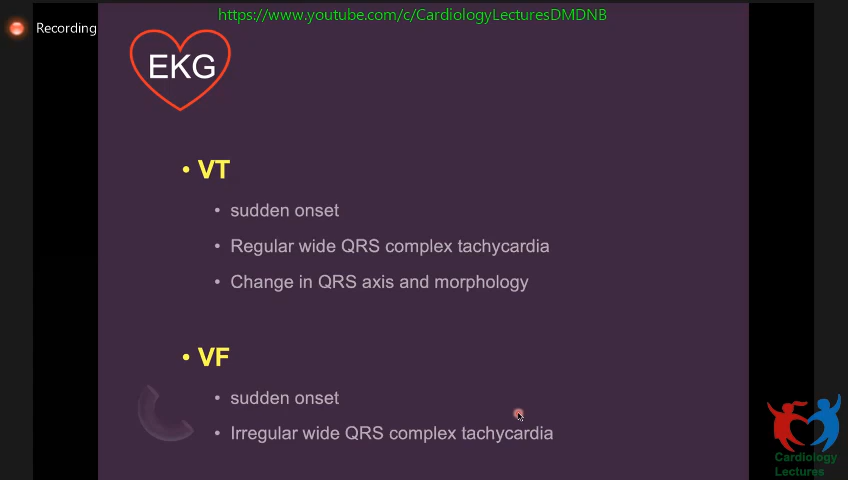 https://www.youtube.com/c/CardiologyLecturesDMDNB
Recording
EKG
• VT
• sudden onset
• Regular wide QRS complex tachycardia
• Change in QRS axis and morphology
• VF
• sudden onset
• Irregular wide QRS complex tachycardia
Cardiology
Lectures